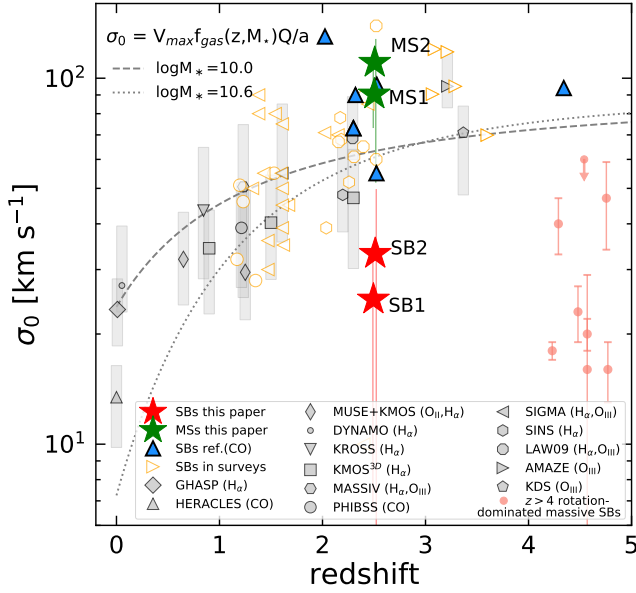 σ₀ = V_max f_gas(z,M⋆)Q/a
logM∗=10.0
logM∗=10.6
MS2
MS1
SB2
SB1
10²
10¹
σ₀ [km s⁻¹]
SBs this paper
MSs this paper
SBs ref.(CO)
SBs in surveys
GHASP (Hα)
HERACLES (CO)
MUSE+KMOS (OII,Hα)
DYNAMO (Hα)
KROSS (Hα)
KMOS³ᴰ (Hα)
MASSIV (Hα,OIII)
PHIBSS (CO)
SIGMA (Hα,OIII)
SINS (Hα)
LAW09 (Hα,OIII)
AMAZE (OIII)
KDS (OIII)
z > 4 rotation-
dominated massive SBs
0 1 2 3 4 5
redshift